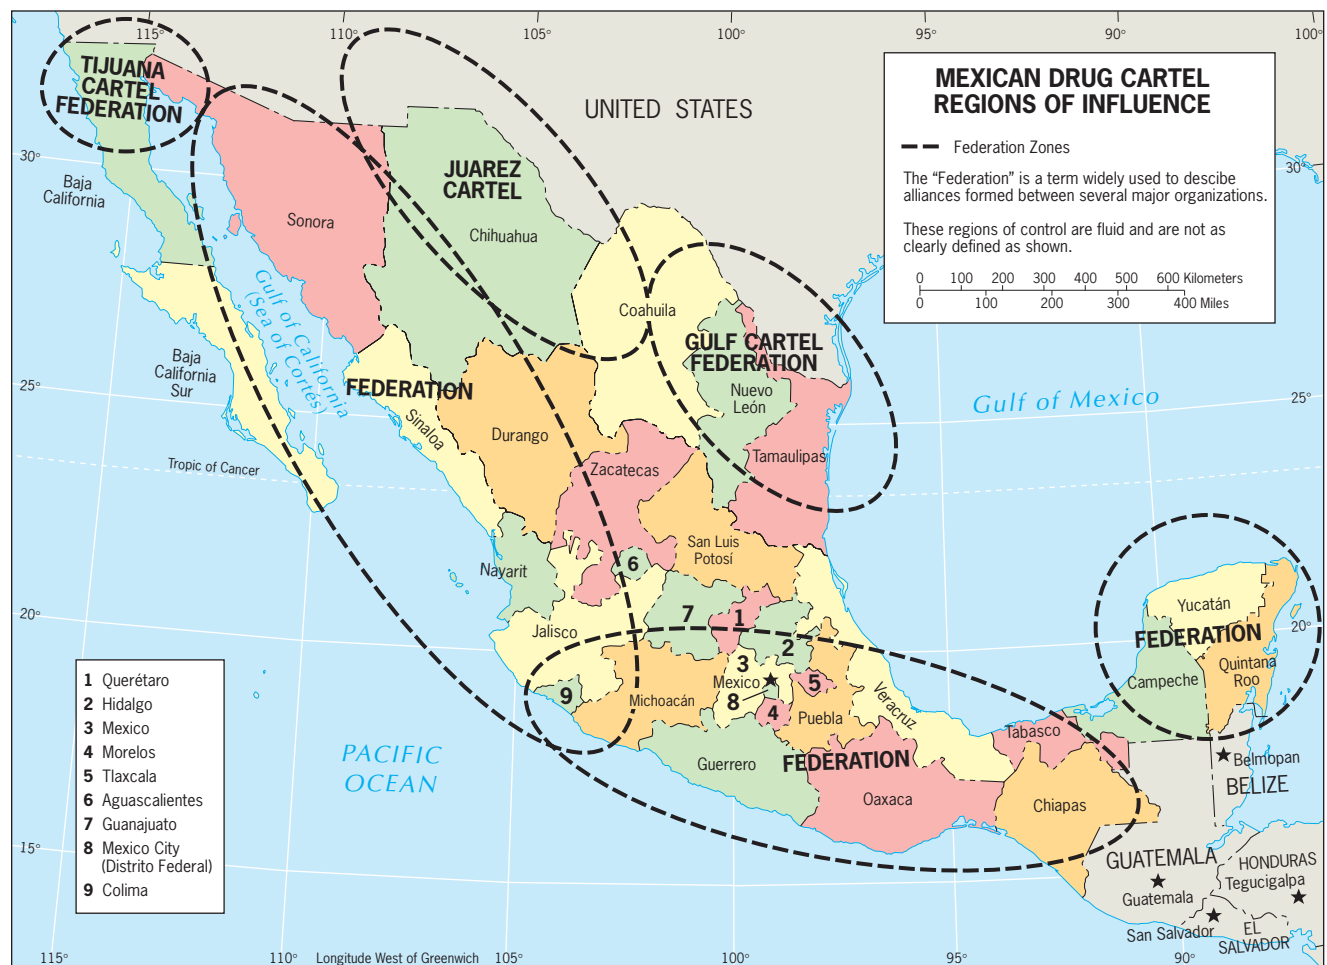 115°
110°
105°
100°
95°
90°
100°
TIJUANA
CARTEL
FEDERATION
UNITED STATES
MEXICAN DRUG CARTEL
REGIONS OF INFLUENCE
Federation Zones
The “Federation” is a term widely used to descibe
alliances formed between several major organizations.
These regions of control are fluid and are not as
clearly defined as shown.
0 100 200 300 400 500 600 Kilometers
0 100 200 300 400 Miles
30°
30°
Baja
California
JUAREZ
CARTEL
Sonora
Chihuahua
Gulf of California
(Sea of Cortes)
Coahuila
GULF CARTEL
FEDERATION
Baja
California
Sur
25°
25°
FEDERATION
Nuevo
León
Gulf of Mexico
Sinaloa
Durango
Tropic of Cancer
Zacatecas
Tamaulipas
San Luis
Potosí
Nayarit
6
20°
20°
Jalisco
7
1
2
3
Mexico
8
5
4
9
Michoacán
Puebla
Veracruz
Yucatán
FEDERATION
Campeche
Quintana
Roo
Tabasco
Guerrero
FEDERATION
Oaxaca
Chiapas
Belmopan
BELIZE
PACIFIC
OCEAN
1 Querétaro
2 Hidalgo
3 Mexico
4 Morelos
5 Tlaxcala
6 Aguascalientes
7 Guanajuato
8 Mexico City
(Distrito Federal)
9 Colima
15°
GUATEMALA
Guatemala
HONDURAS
Tegucigalpa
San Salvador
EL
SALVADOR
115°
110°
Longitude West of Greenwich
105°
100°
95°
90°